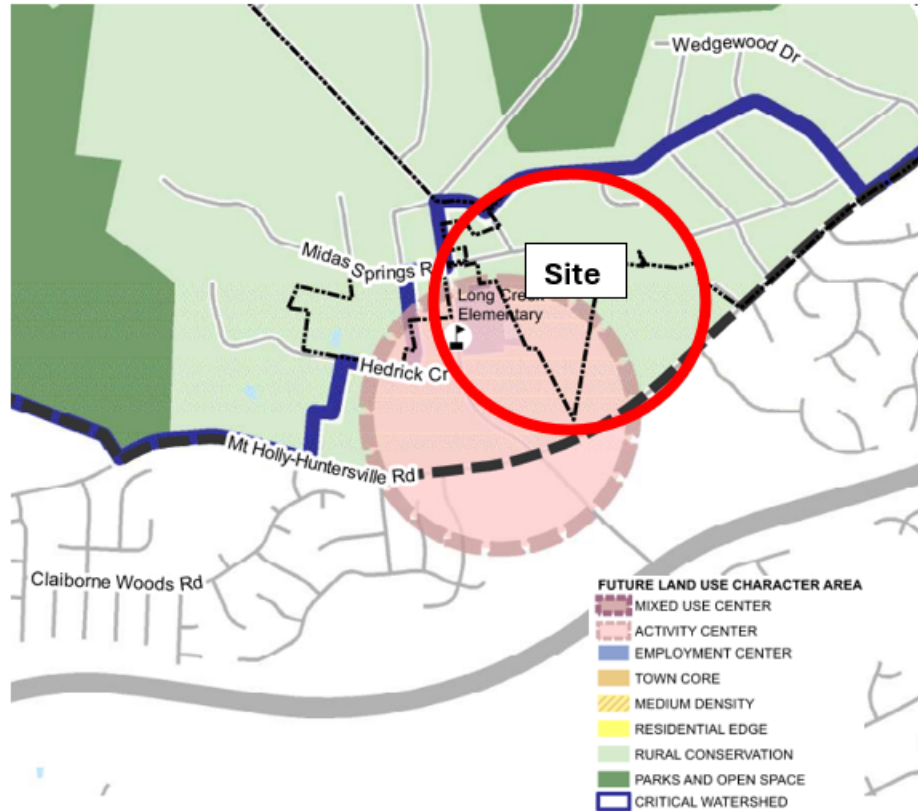 Wedgewood Dr
Midas
Springs R
Site
Long Creek
Elementary
Hedrick Cr
Mt Holly-Huntersville Rd
Claiborne Woods Rd
FUTURE LAND USE CHARACTER AREA
MIXED USE CENTER
ACTIVITY CENTER
EMPLOYMENT CENTER
TOWN CORE
MEDIUM DENSITY
RESIDENTIAL EDGE
RURAL CONSERVATION
PARKS AND OPEN SPACE
CRITICAL WATERSHED